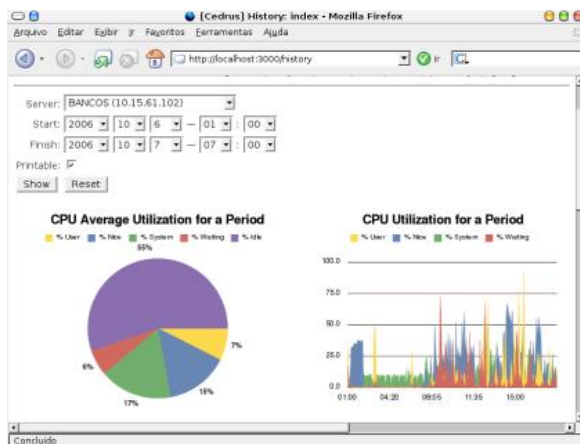 [Cedrus] History: index - Mozilla Firefox
Arquivo Editar Exibir Ir Favoritos Ferramentas Ajuda
http://localhost:3000/history Ir
Server: BANCOS (10.15.61.102)
Start: 2006 10 6 — 01 : 00
Finish: 2006 10 7 — 07 : 00
Printable:
Show Reset
CPU Average Utilization for a Period
% User % Nice % System % Waiting % Idle
55%
7%
15%
17%
6%
CPU Utilization for a Period
% User % Nice % System % Waiting
100.0
75.0
50.0
25.0
0.0
01:00 04:20 08:05 11:35 15:00
Concluído